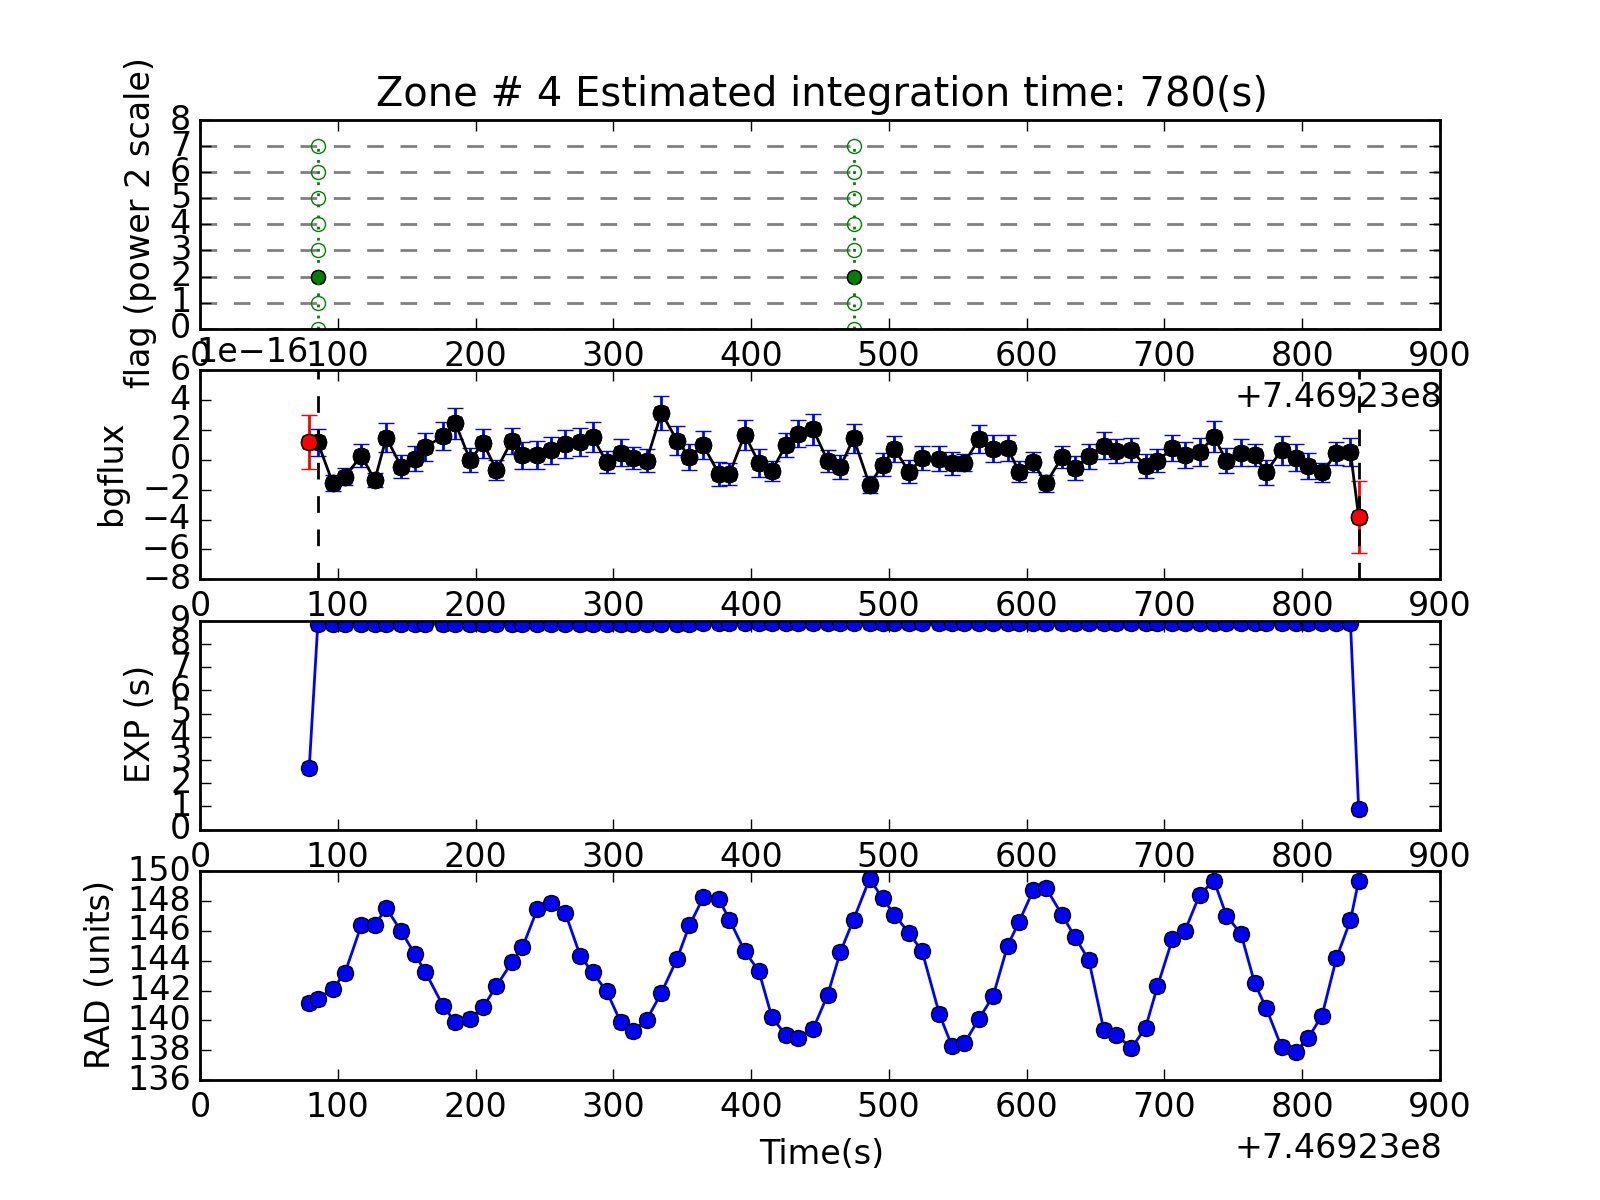 Zone # 4 Estimated integration time: 780(s)
flag (power 2 scale)
8
7
6
5
4
3
2
1
0
0 100 200 300 400 500 600 700 800 900
1e−16
+7.46923e8
bgflux
6
4
2
0
−2
−4
−6
−8
0 100 200 300 400 500 600 700 800 900
EXP (s)
9
8
7
6
5
4
3
2
1
0
0 100 200 300 400 500 600 700 800 900
RAD (units)
150
148
146
144
142
140
138
136
0 100 200 300 400 500 600 700 800 900
Time(s)
+7.46923e8